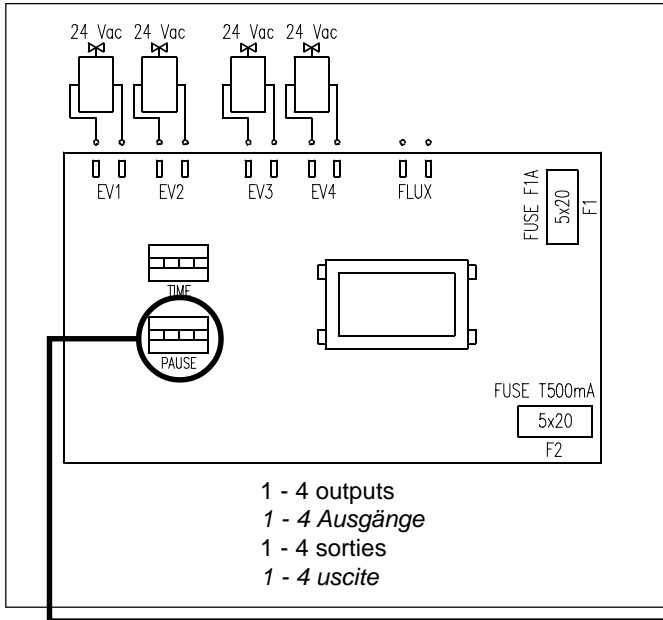 24 Vac 24 Vac 24 Vac 24 Vac
EV1 EV2 EV3 EV4 FLUX
FUSE F1A
5x20
F1
TIME
PAUSE
FUSE T500mA
5x20
F2
1 - 4 outputs
1 - 4 Ausgänge
1 - 4 sorties
1 - 4 uscite